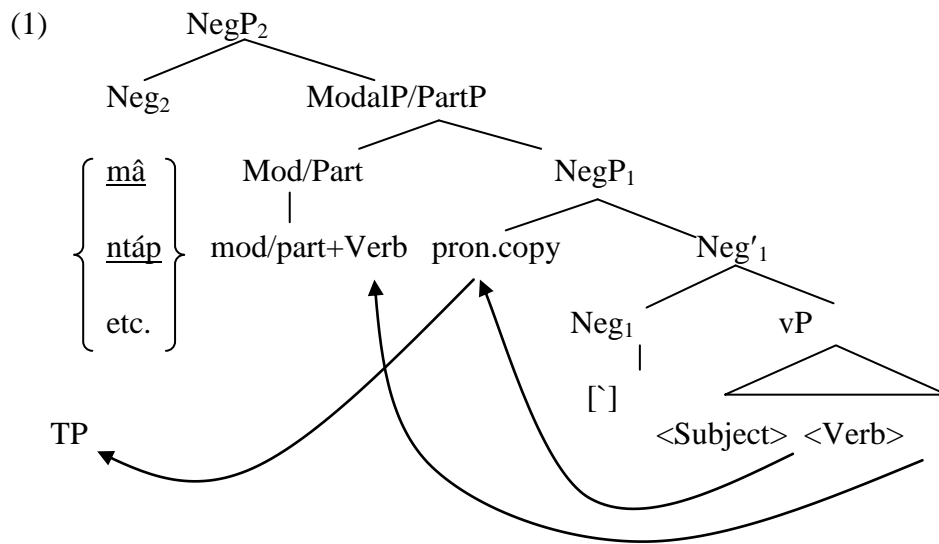 (1) NegP₂
Neg₂ ModalP/PartP
mâ Mod/Part NegP₁
ntáp mod/part+Verb pron.copy Neg′₁
etc. Neg₁ vP
[`]
TP <Subject> <Verb>